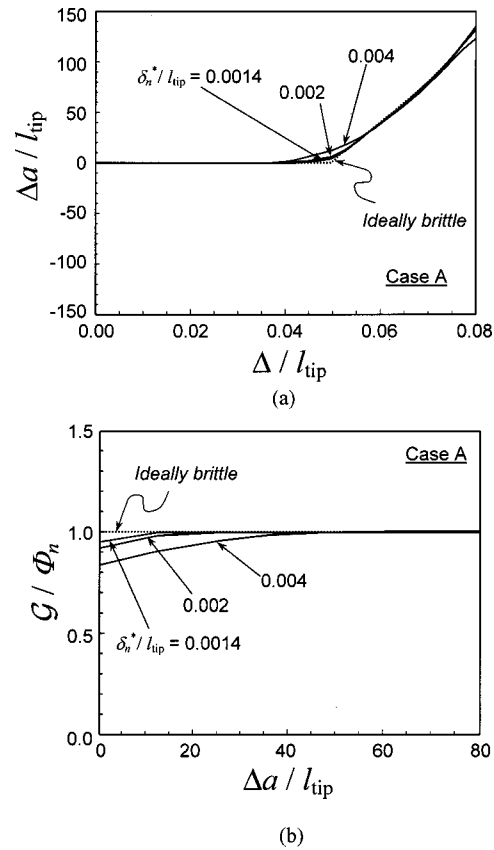 (a)
150
100
50
0
-50
-100
-150
Δa / l_tip
δ_n* / l_tip = 0.0014
0.002
0.004
Ideally brittle
Case A
0.00 0.02 0.04 0.06 0.08
Δ / l_tip
(a)
1.5
1.0
0.5
0.0
𝒢 / Φ_n
Case A
Ideally brittle
0.004
0.002
δ_n* / l_tip = 0.0014
0 20 40 60 80
Δa / l_tip
(b)